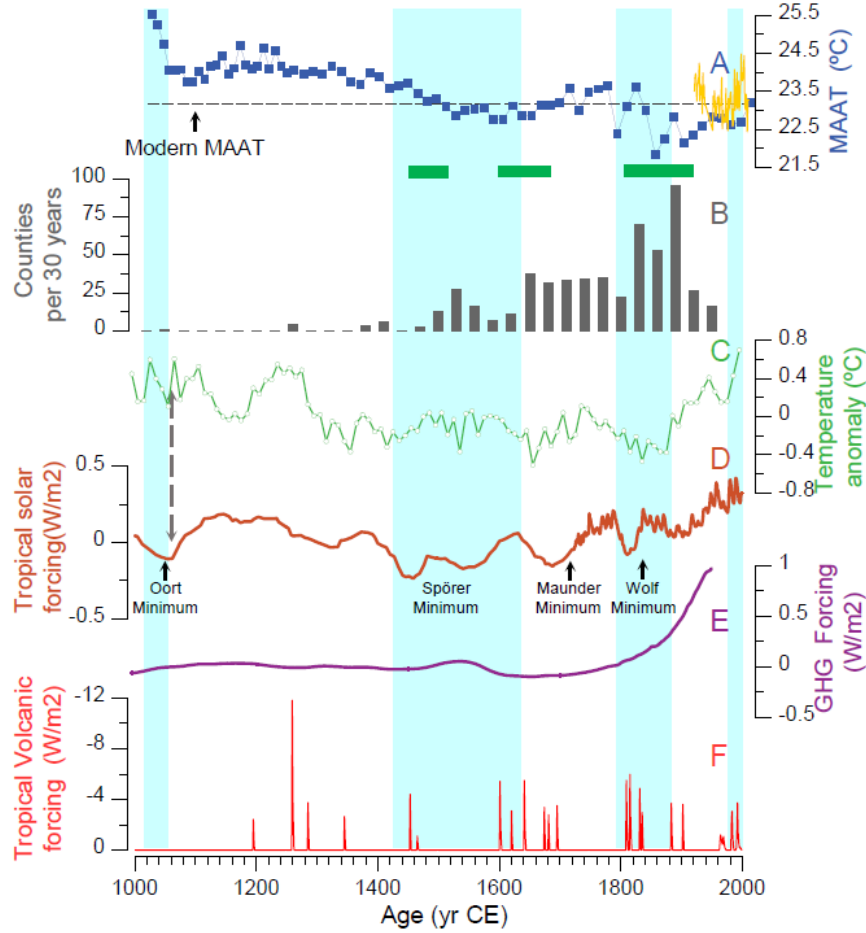 25.5
24.5
23.5
22.5
21.5
MAAT (ºC)
A
Modern MAAT
100
75
50
25
0
Counties
per 30 years
B
0.8
0.4
0
-0.4
-0.8
Temperature
anomaly (ºC)
C
0.5
0
-0.5
Tropical solar
forcing(W/m2)
D
Oort
Minimum
Spörer
Minimum
Maunder
Minimum
Wolf
Minimum
1
0.5
0
-0.5
GHG Forcing
(W/m2)
E
-12
-8
-4
0
Tropical Volcanic
forcing (W/m2)
F
1000
1200
1400
1600
1800
2000
Age (yr CE)